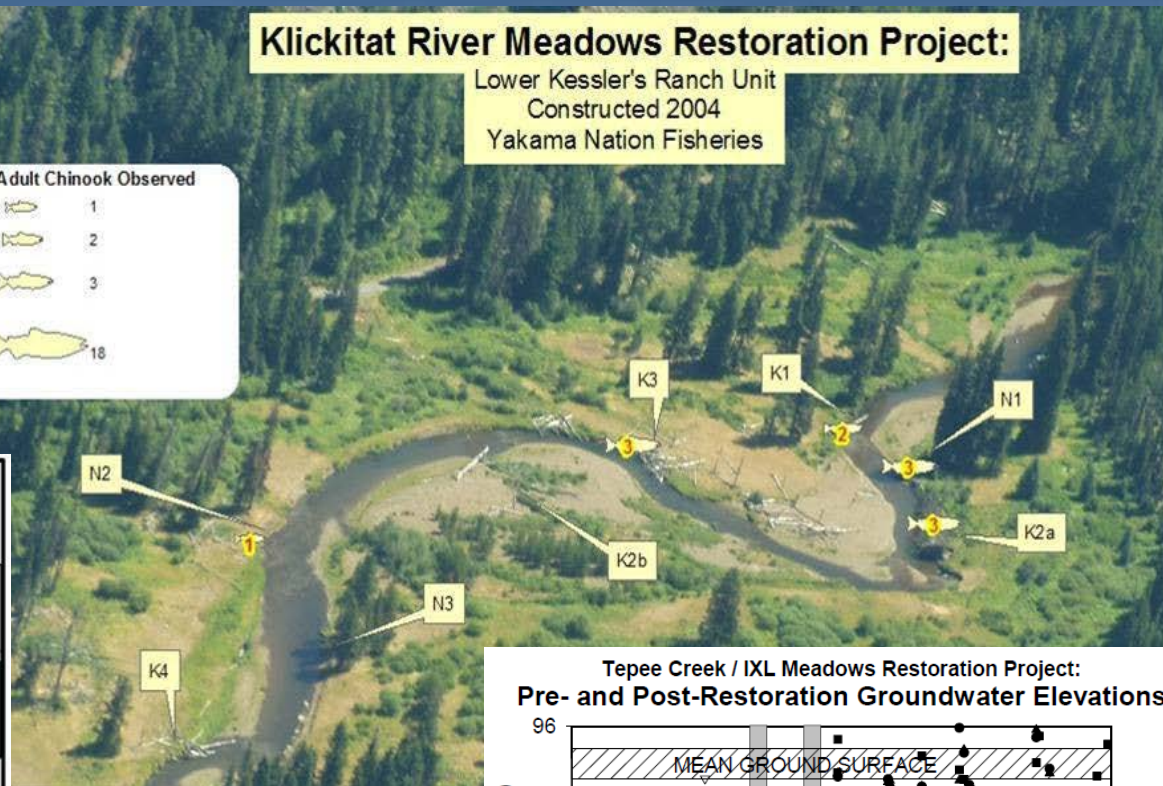 Klickitat River Meadows Restoration Project:
Lower Kessler's Ranch Unit
Constructed 2004
Yakama Nation Fisheries
Adult Chinook Observed
1
2
3
18
K3
K1
N1
3
2
3
N2
3
K2a
1
K2b
N3
K4
Tepee Creek / IXL Meadows Restoration Project:
Pre- and Post-Restoration Groundwater Elevations
96
MEAN GROUND SURFACE